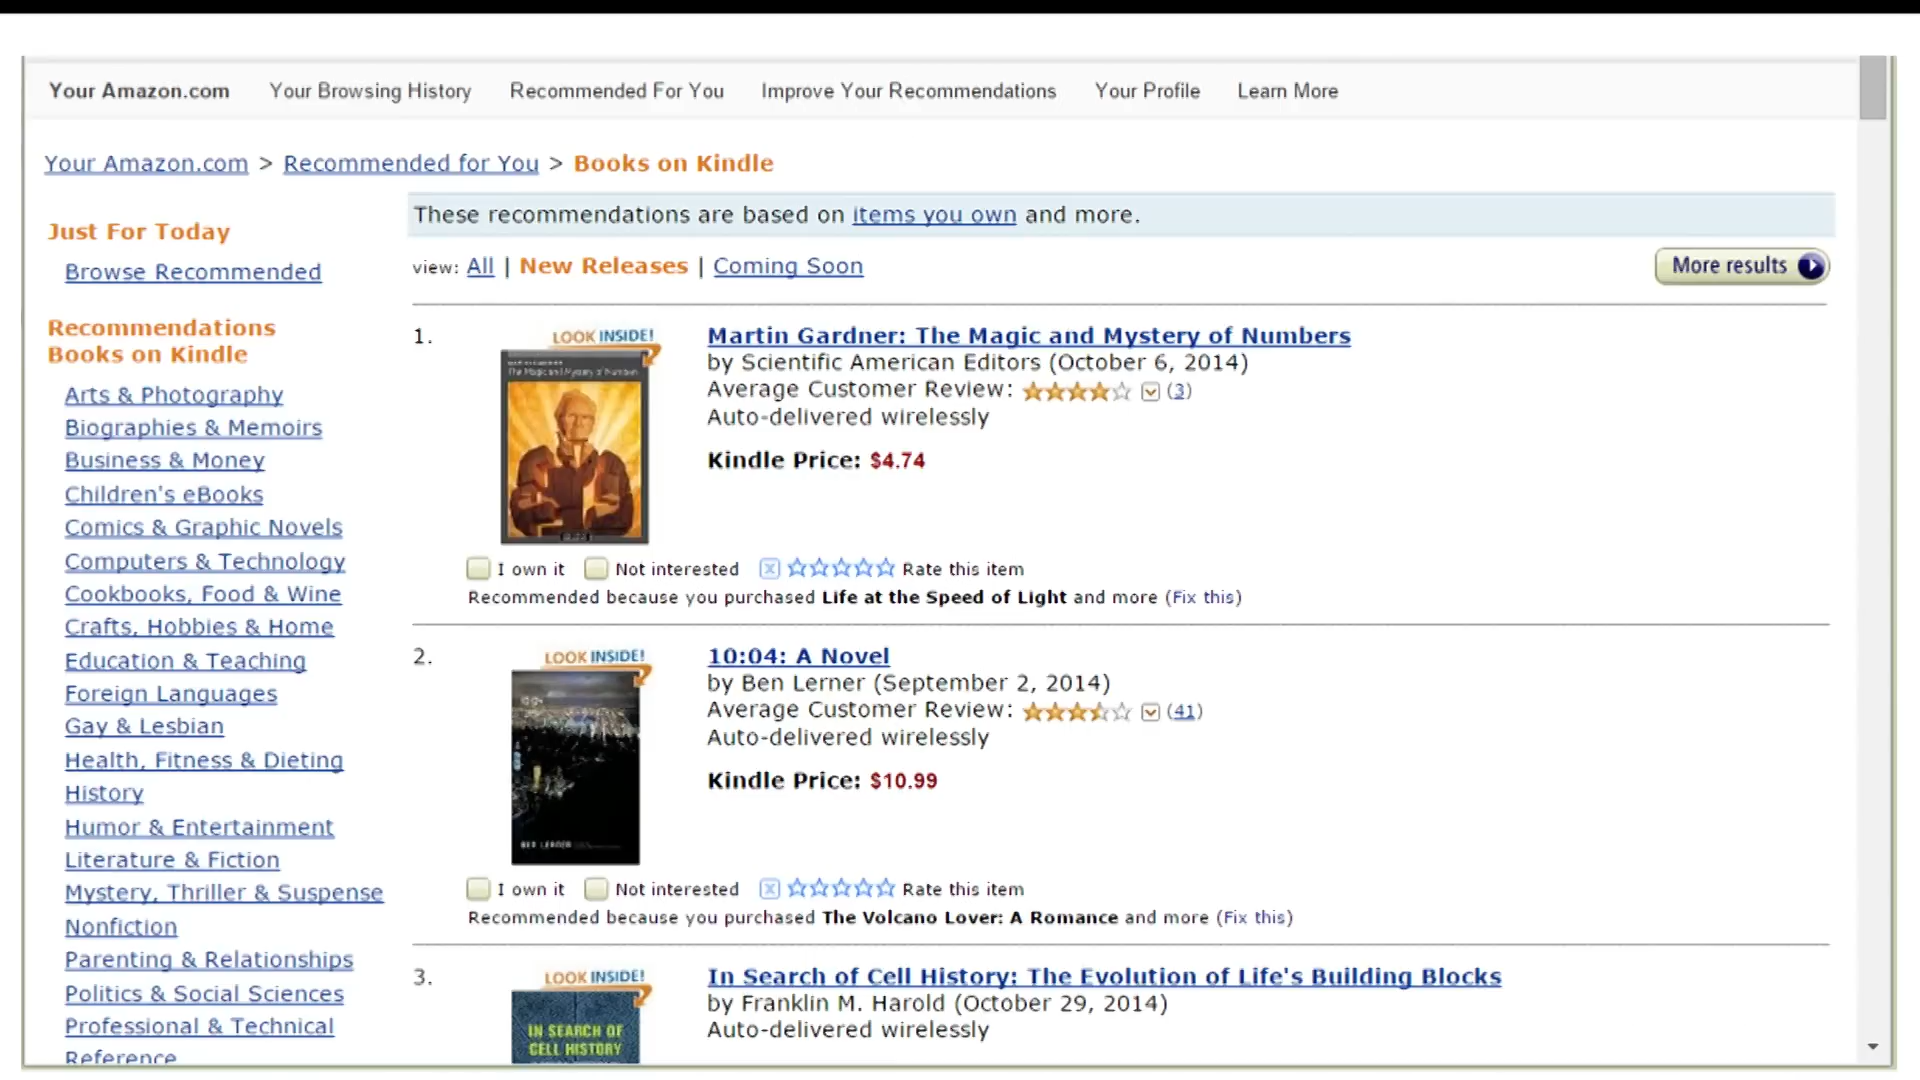 Your Amazon.com Your Browsing History Recommended For You Improve Your Recommendations Your Profile Learn More
Your Amazon.com > Recommended for You > Books on Kindle
Just For Today
Browse Recommended
Recommendations
Books on Kindle
Arts & Photography
Biographies & Memoirs
Business & Money
Children's eBooks
Comics & Graphic Novels
Computers & Technology
Cookbooks, Food & Wine
Crafts, Hobbies & Home
Education & Teaching
Foreign Languages
Gay & Lesbian
Health, Fitness & Dieting
History
Humor & Entertainment
Literature & Fiction
Mystery, Thriller & Suspense
Nonfiction
Parenting & Relationships
Politics & Social Sciences
Professional & Technical
Reference
These recommendations are based on items you own and more.
view: All | New Releases | Coming Soon
More results
1.
LOOK INSIDE!
The Magic and Mystery of Numbers
Martin Gardner: The Magic and Mystery of Numbers
by Scientific American Editors (October 6, 2014)
Average Customer Review: (3)
Auto-delivered wirelessly
Kindle Price: $4.74
I own it Not interested x Rate this item
Recommended because you purchased Life at the Speed of Light and more (Fix this)
2.
LOOK INSIDE!
BEN LERNER
10:04: A Novel
by Ben Lerner (September 2, 2014)
Average Customer Review: (41)
Auto-delivered wirelessly
Kindle Price: $10.99
I own it Not interested x Rate this item
Recommended because you purchased The Volcano Lover: A Romance and more (Fix this)
3.
LOOK INSIDE!
IN SEARCH OF
CELL HISTORY
In Search of Cell History: The Evolution of Life's Building Blocks
by Franklin M. Harold (October 29, 2014)
Auto-delivered wirelessly